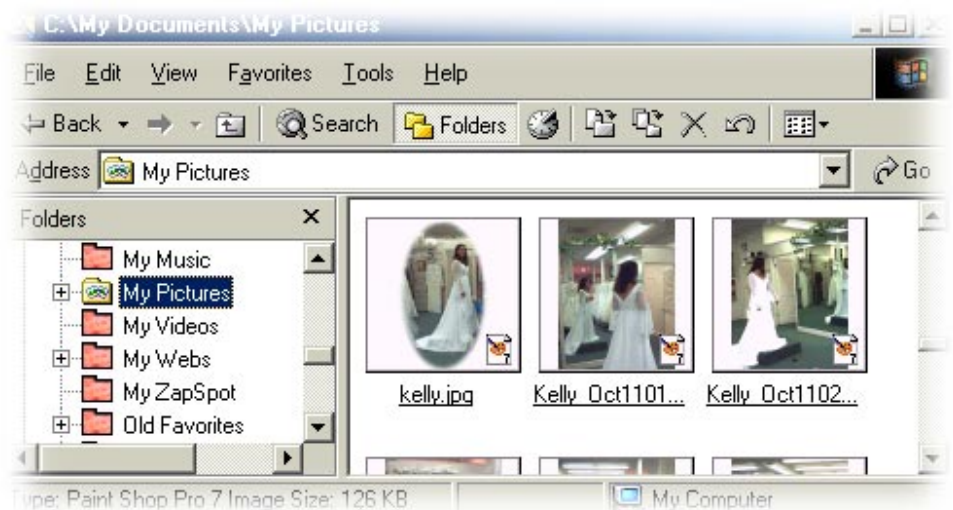 C:\My Documents\My Pictures
File Edit View Favorites Tools Help
Back Search Folders
Address My Pictures Go
Folders
My Music
My Pictures
My Videos
My Webs
My ZapSpot
Old Favorites
kelly.jpg Kelly_Oct1101... Kelly_Oct1102...
Type: Paint Shop Pro 7 Image Size: 126 KB My Computer